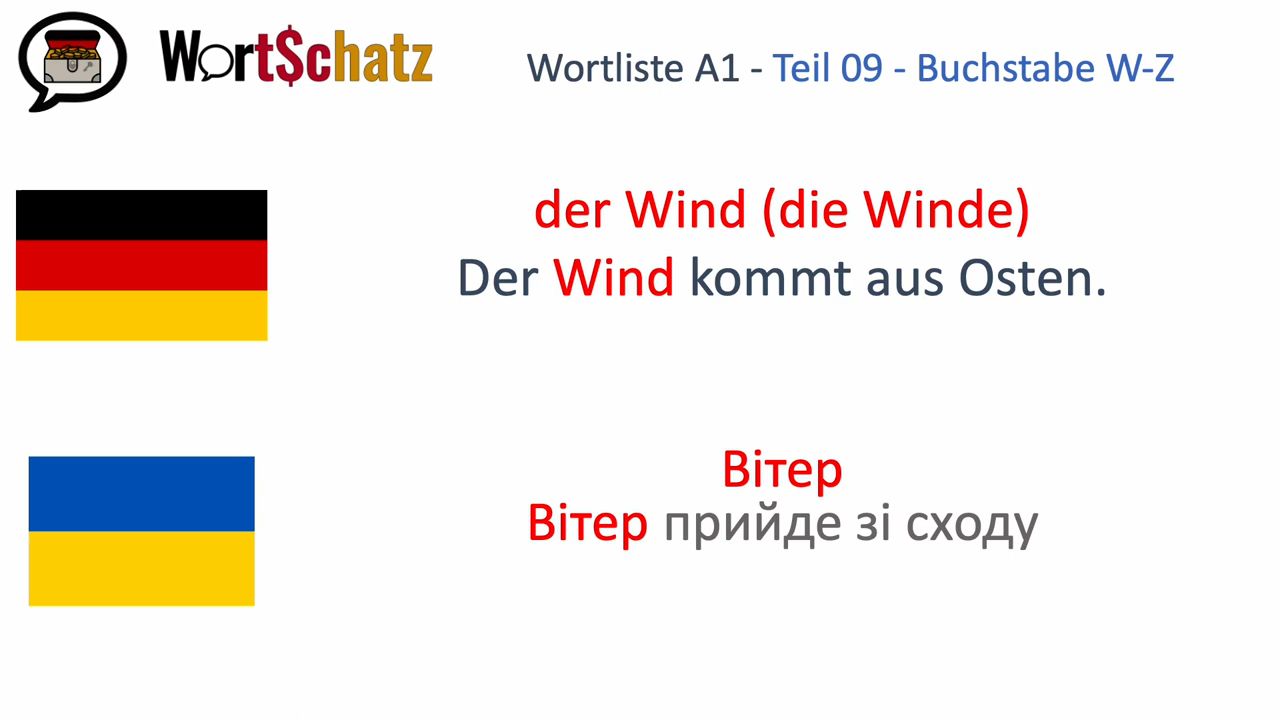 Wort$chatz
Wortliste A1 - Teil 09 - Buchstabe W-Z
der Wind (die Winde)
Der Wind kommt aus Osten.
Вітер
Вітер прийде зі сходу